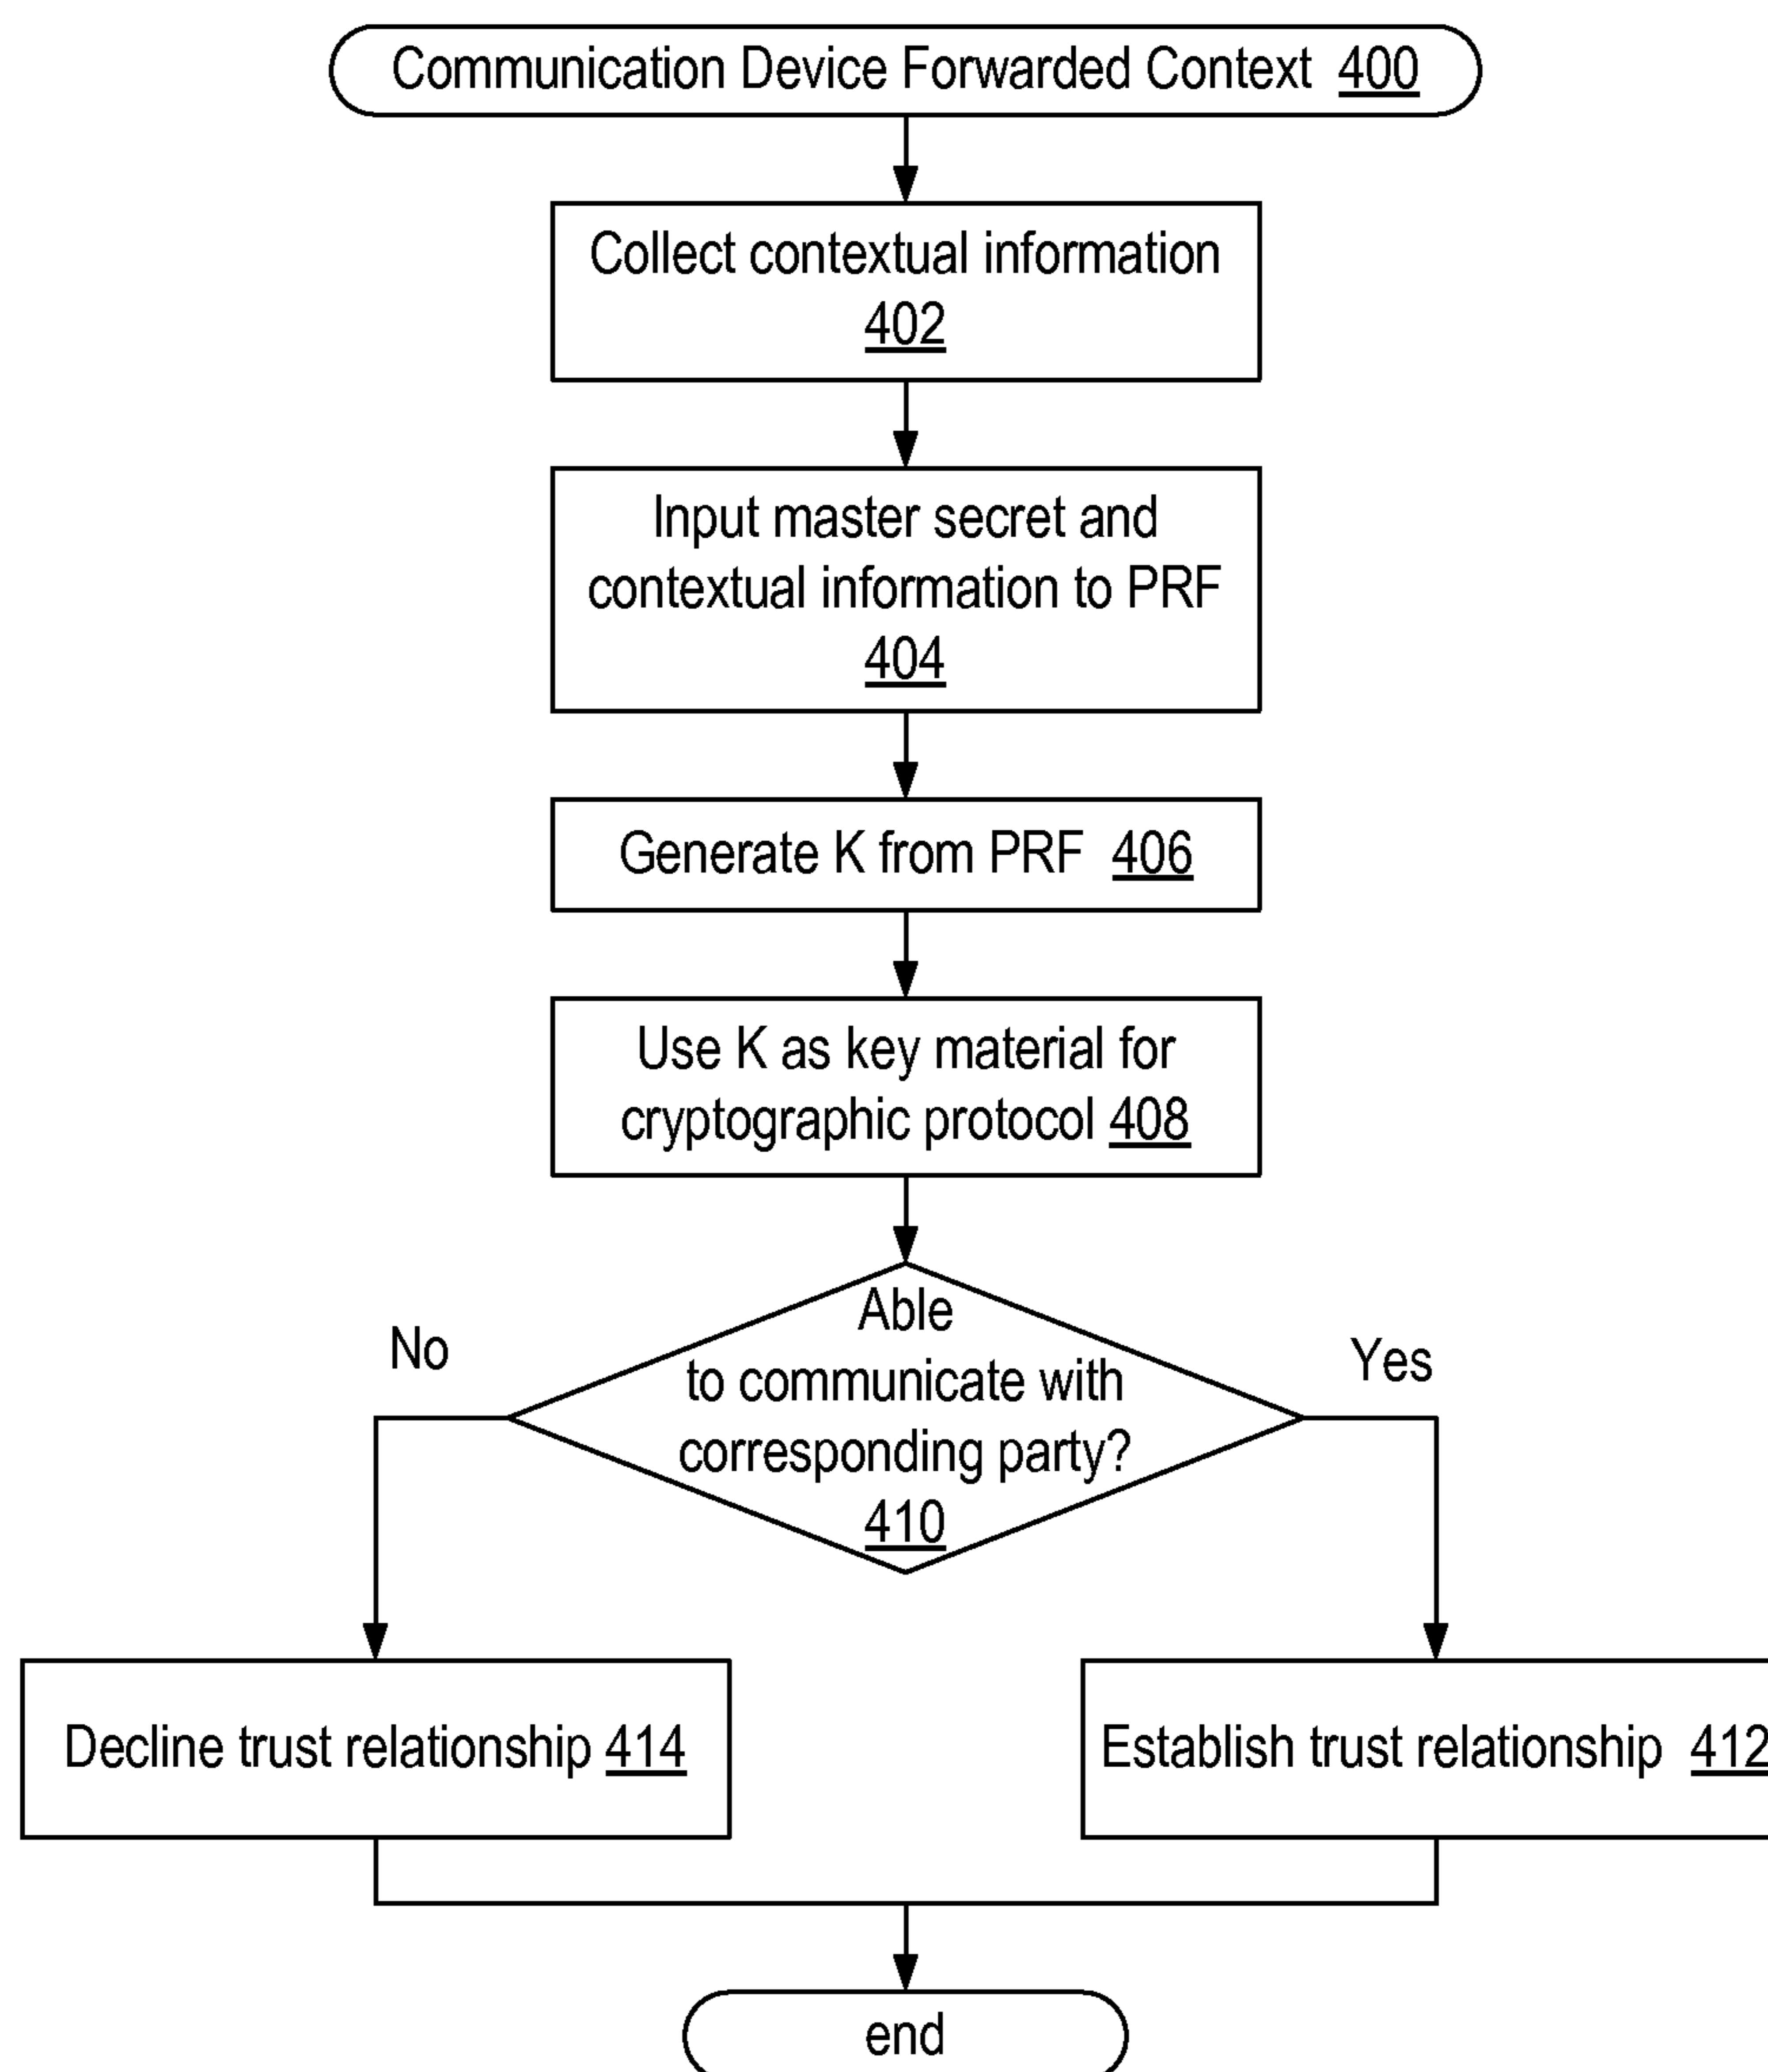 Communication Device Forwarded Context 400
Collect contextual information
402
Input master secret and
contextual information to PRF
404
Generate K from PRF 406
Use K as key material for
cryptographic protocol 408
Able
to communicate with
corresponding party?
410
No
Yes
Decline trust relationship 414
Establish trust relationship 412
end